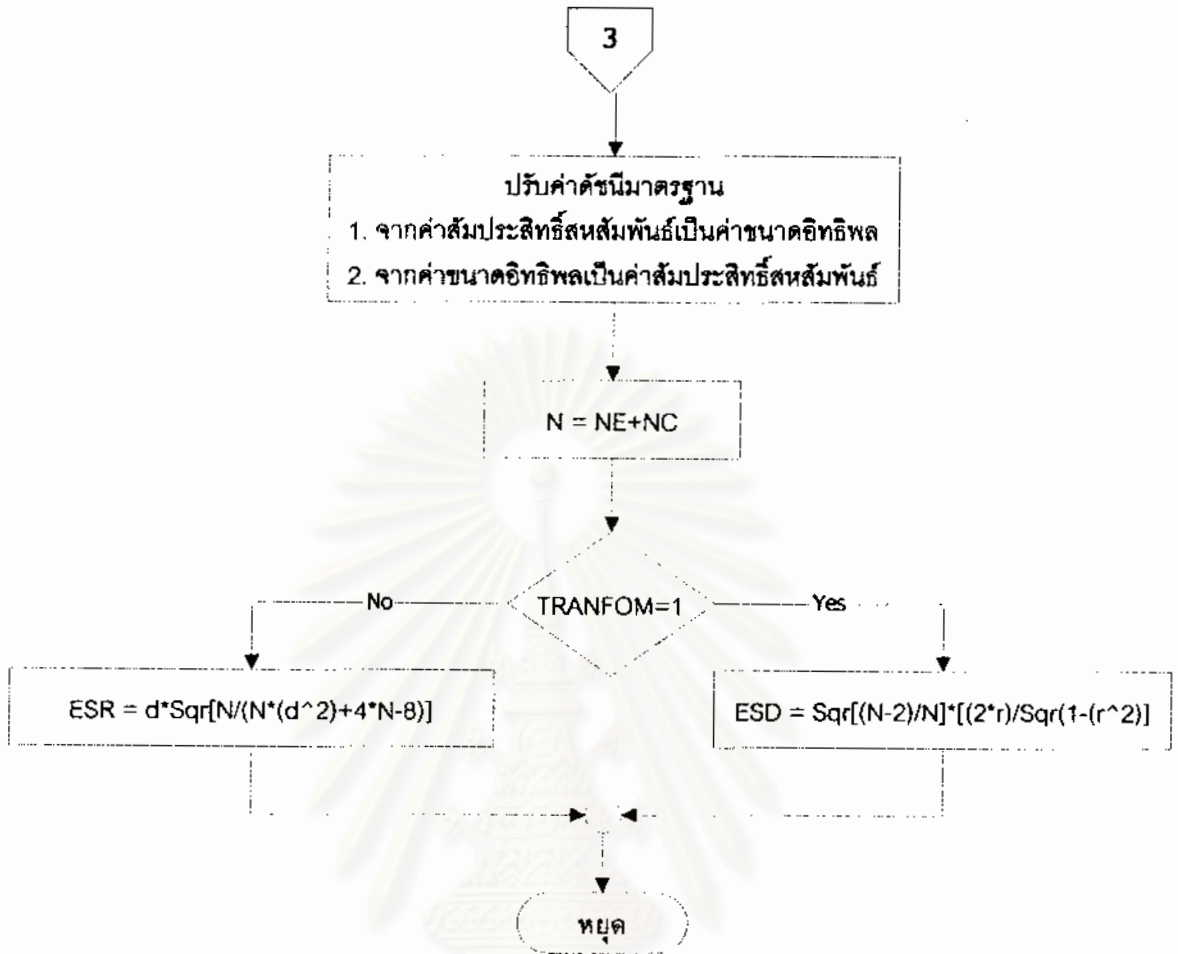 3
ปรับค่าดัชนีมาตรฐาน
1. จากค่าสัมประสิทธิ์สหสัมพันธ์เป็นค่าขนาดอิทธิพล
2. จากค่าขนาดอิทธิพลเป็นค่าสัมประสิทธิ์สหสัมพันธ์
N = NE+NC
No
TRANFOM=1
Yes
ESR = d*Sqr[N/(N*(d^2)+4*N-8)]
ESD = Sqr[(N-2)/N]*[(2*r)/Sqr(1-(r^2)]
หยุด